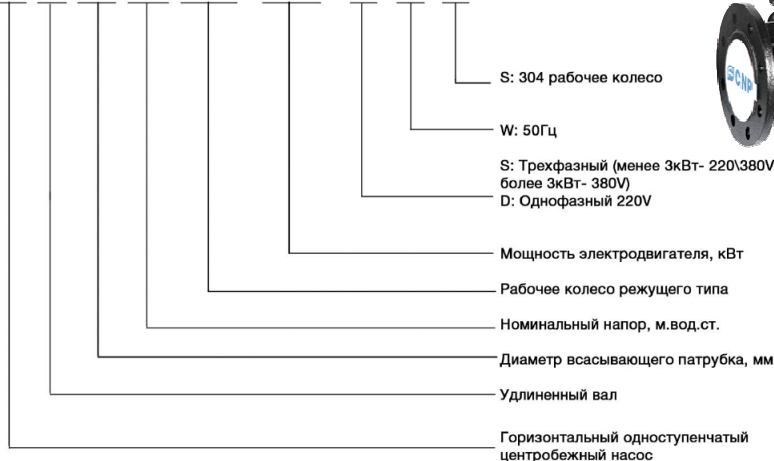 S: 304 рабочее колесо
CNP
W: 50Гц
S: Трехфазный (менее 3кВт- 220\380V
более 3кВт- 380V)
D: Однофазный 220V
Мощность электродвигателя, кВт
Рабочее колесо режущего типа
Номинальный напор, м.вод.ст.
Диаметр всасывающего патрубка, мм
Удлиненный вал
Горизонтальный одноступенчатый
центробежный насос